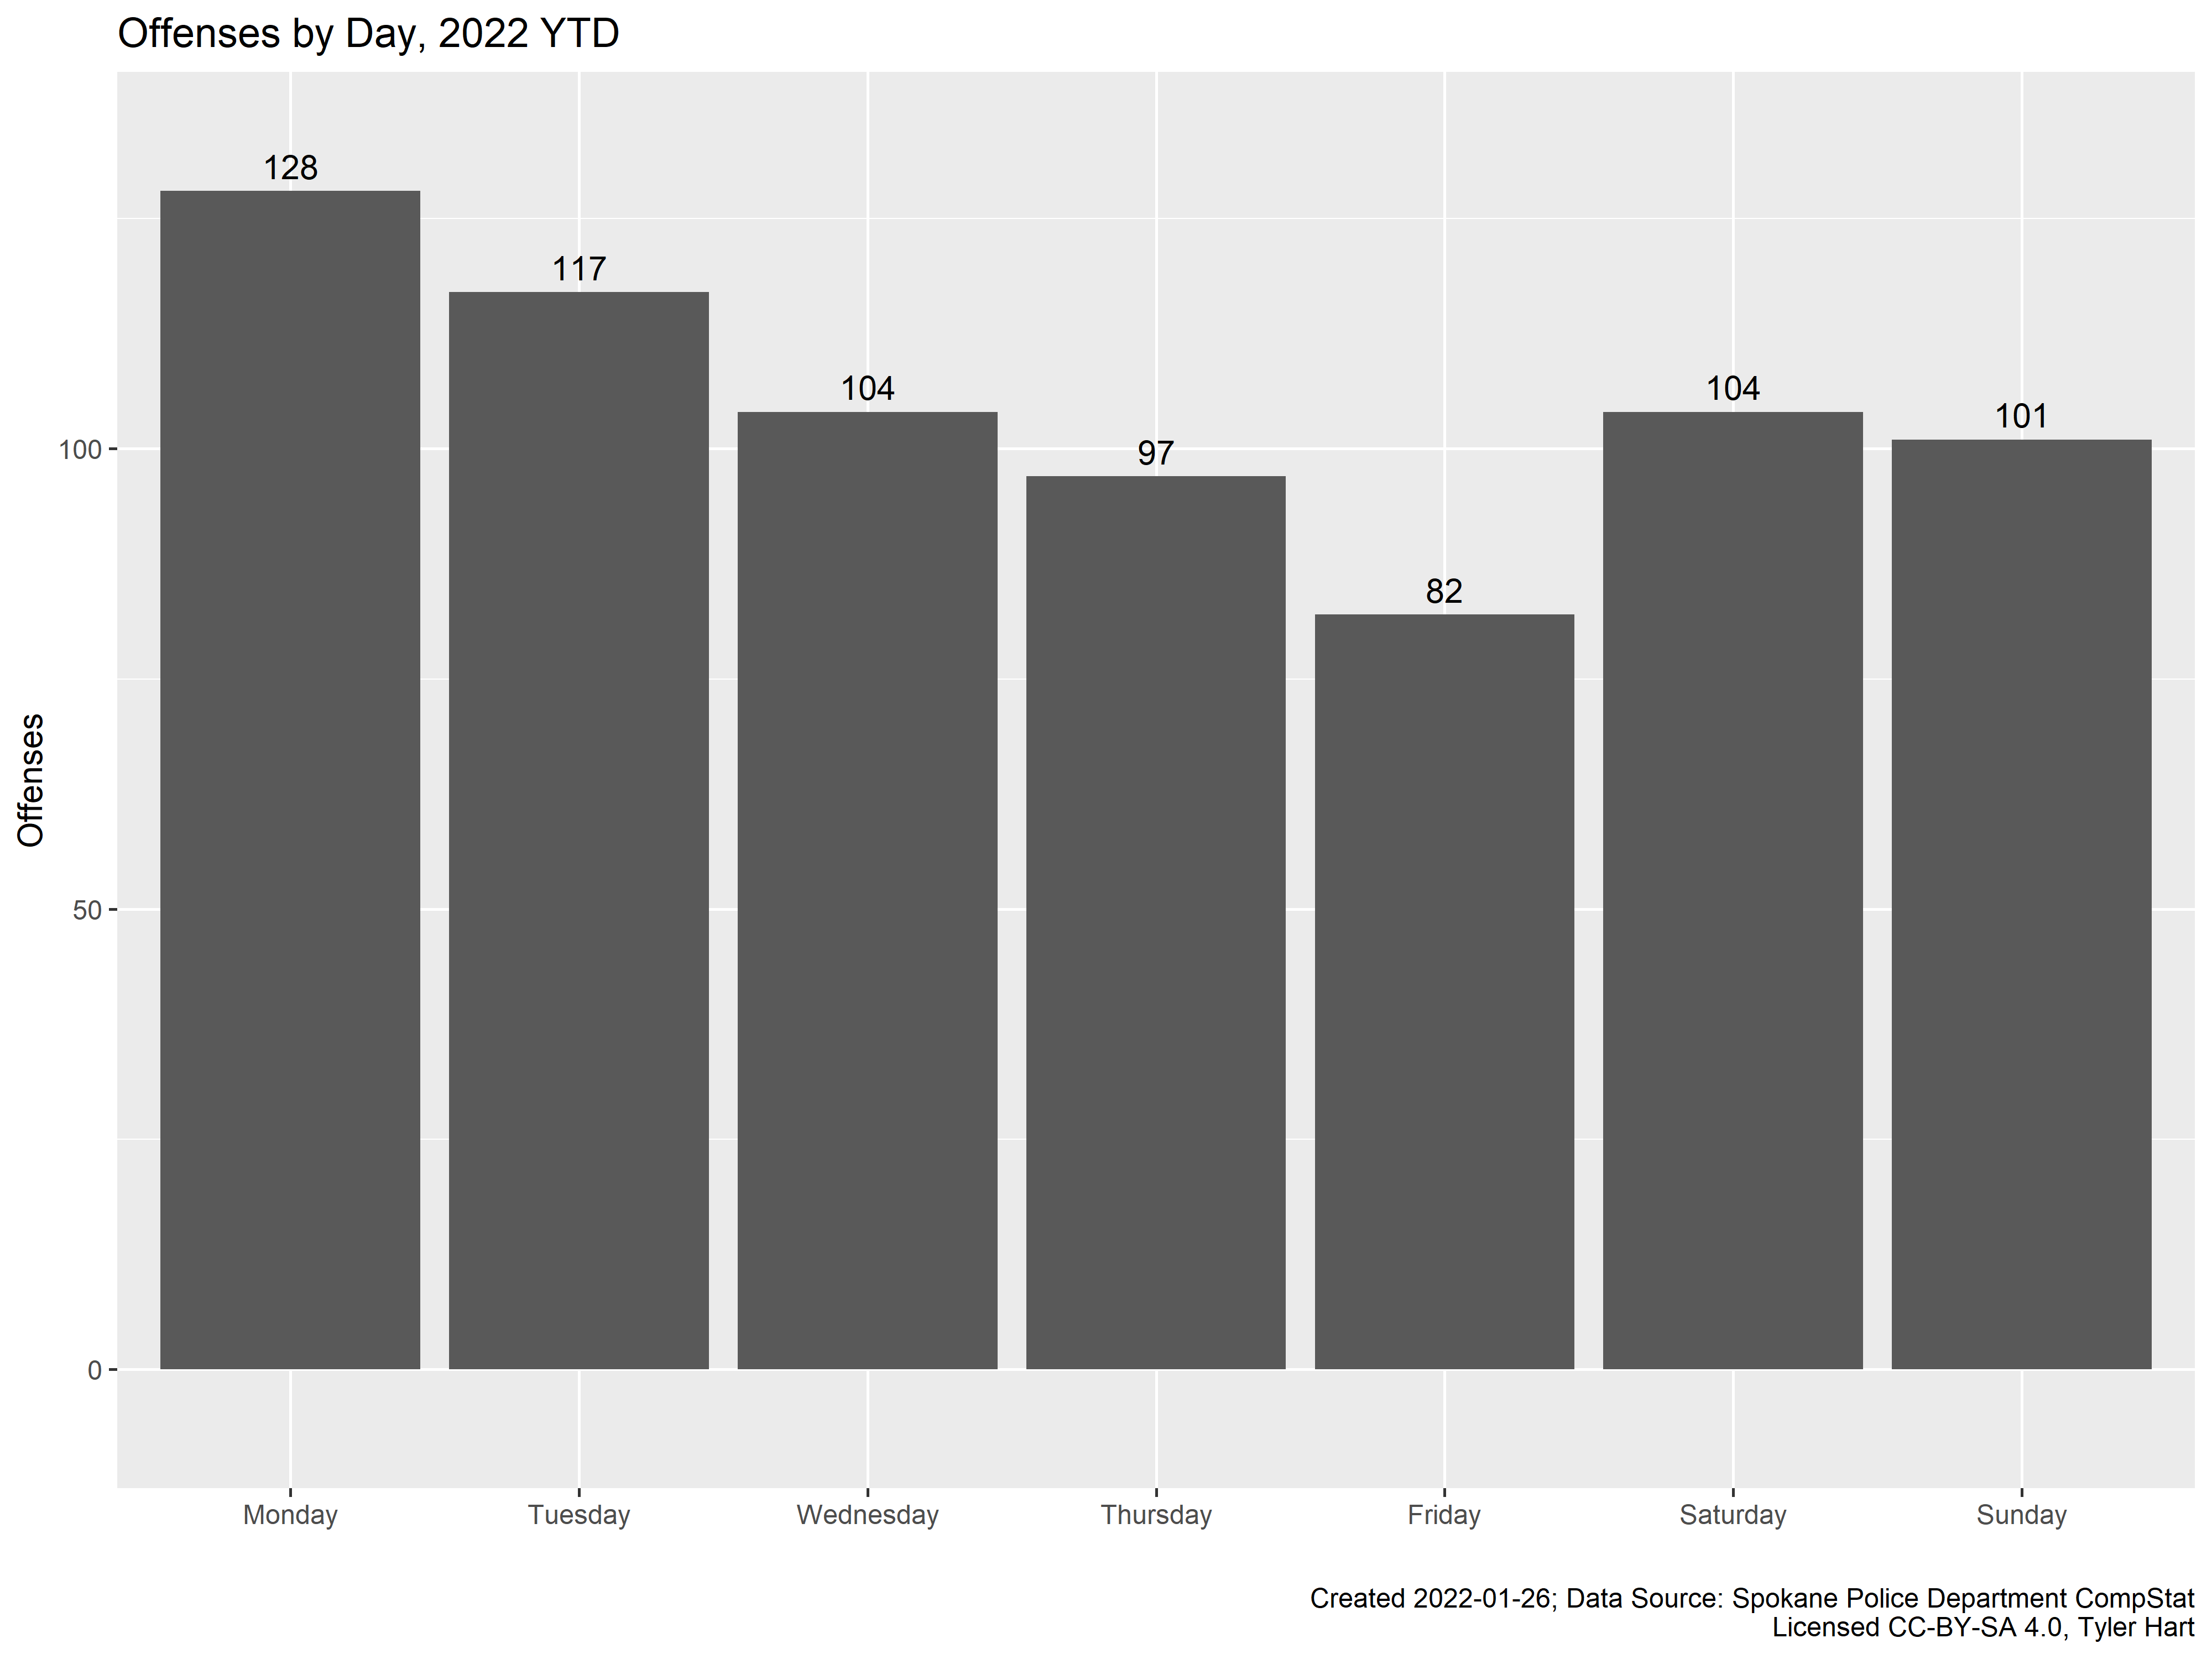 Offenses by Day, 2022 YTD
128
117
104
97
82
104
101
100
50
0
Offenses
Monday
Tuesday
Wednesday
Thursday
Friday
Saturday
Sunday
Created 2022-01-26; Data Source: Spokane Police Department CompStat
Licensed CC-BY-SA 4.0, Tyler Hart